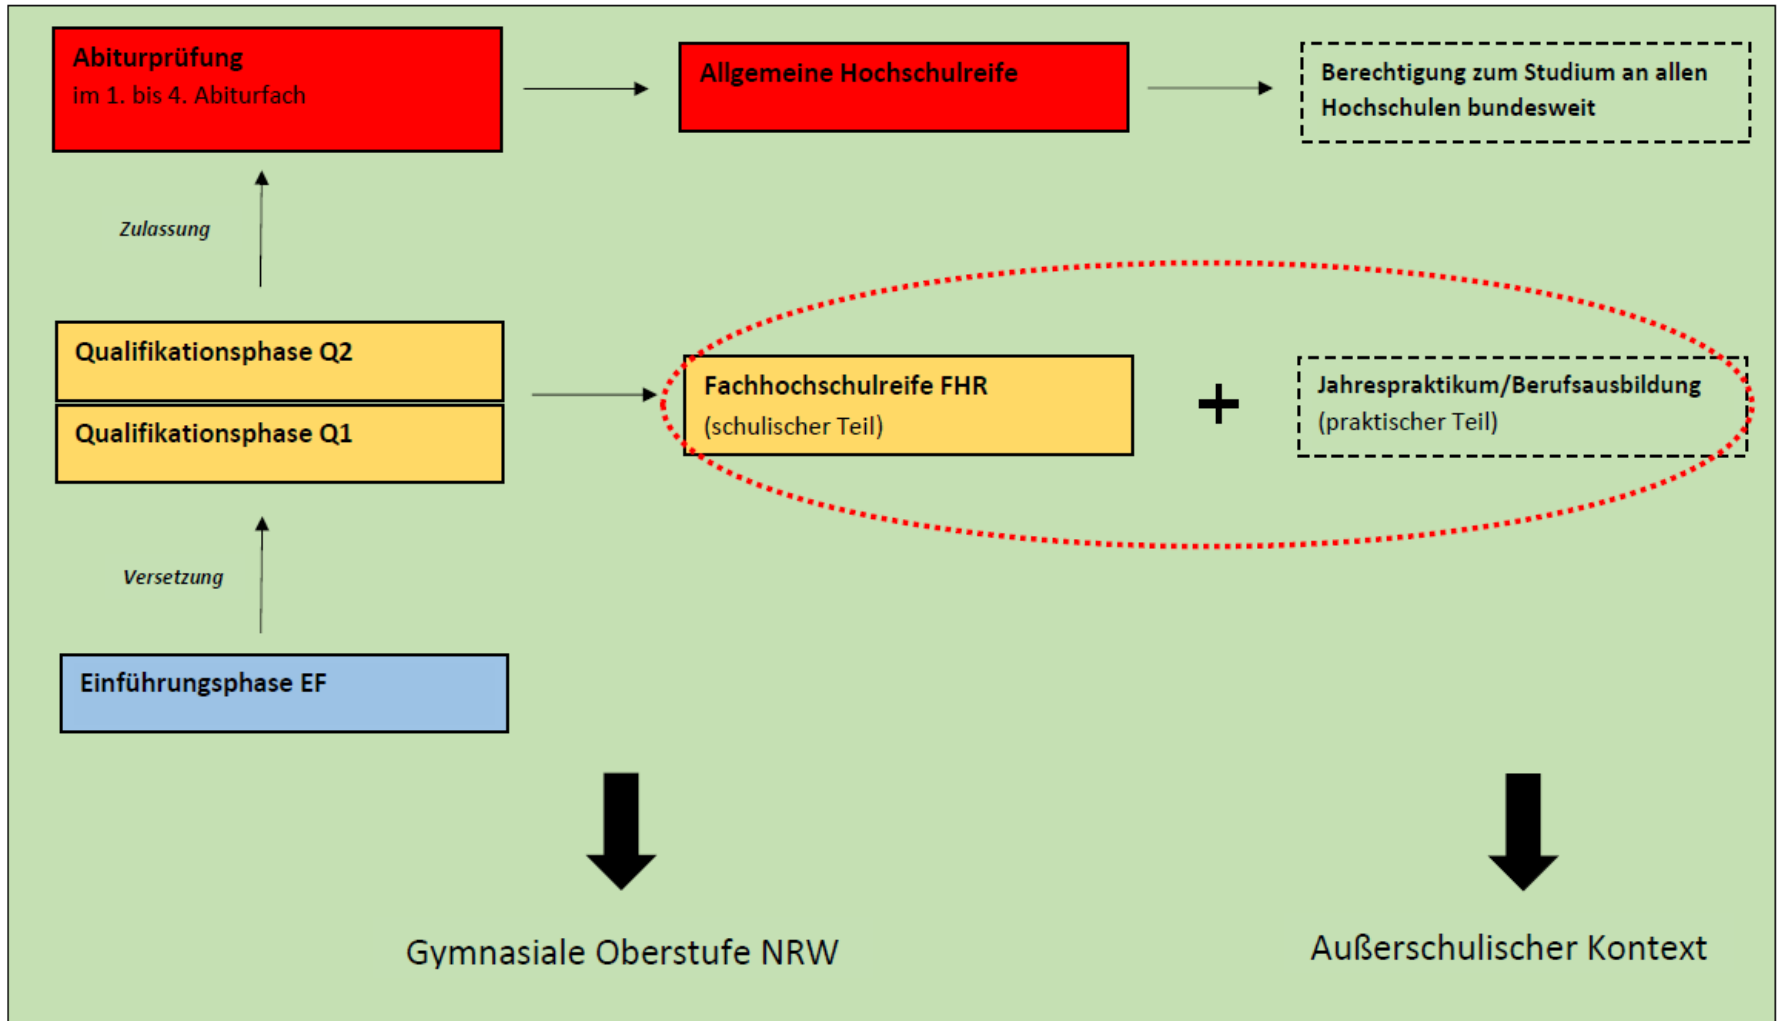 Abiturprüfung
im 1. bis 4. Abiturfach
Allgemeine Hochschulreife
Berechtigung zum Studium an allen
Hochschulen bundesweit
Zulassung
Qualifikationsphase Q2
Qualifikationsphase Q1
Fachhochschulreife FHR
(schulischer Teil)
+
Jahrespraktikum/Berufsausbildung
(praktischer Teil)
Versetzung
Einführungsphase EF
Gymnasiale Oberstufe NRW
Außerschulischer Kontext